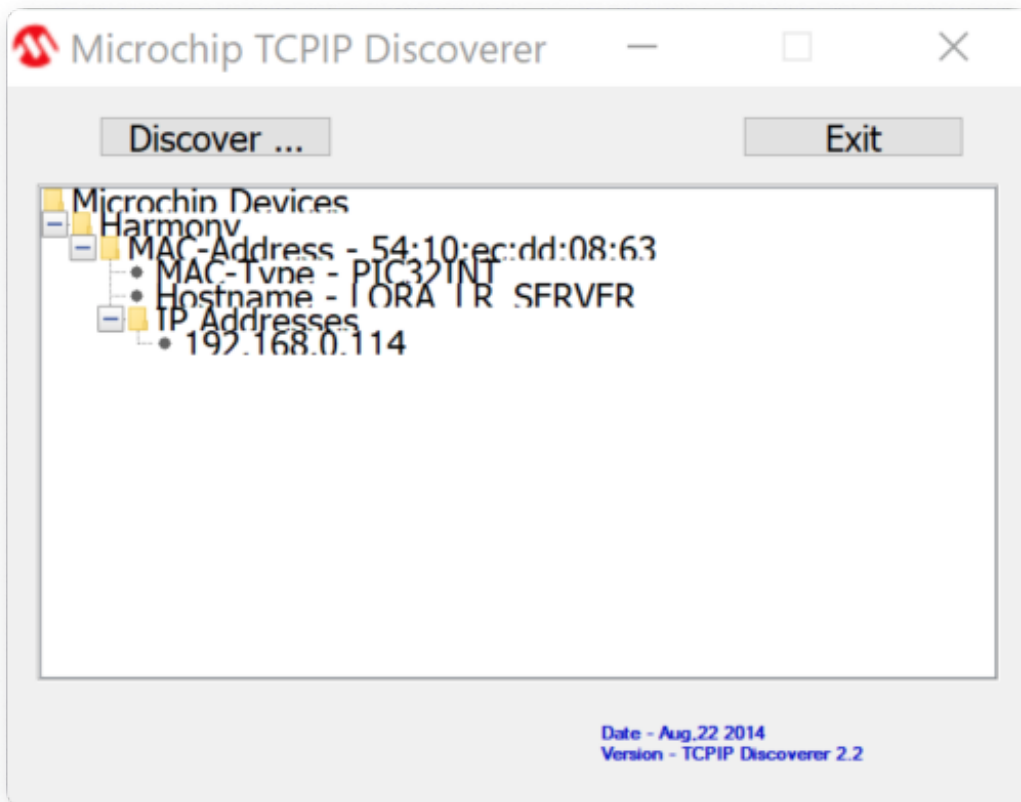 Microchip TCPIP Discoverer
Discover ... Exit
Microchip Devices
Harmony
MAC-Address - 54:10:ec:dd:08:63
MAC-Type - PIC32INT
Hostname - LORA_LR_SERVER
IP Addresses
192.168.0.114
Date - Aug,22 2014
Version - TCPIP Discoverer 2.2